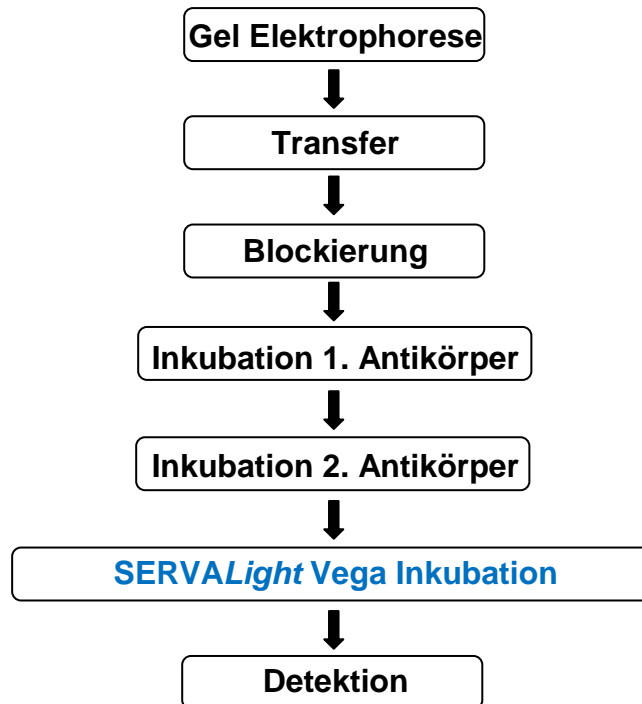 Gel Elektrophorese
Transfer
Blockierung
Inkubation 1. Antikörper
Inkubation 2. Antikörper
SERVALight Vega Inkubation
Detektion